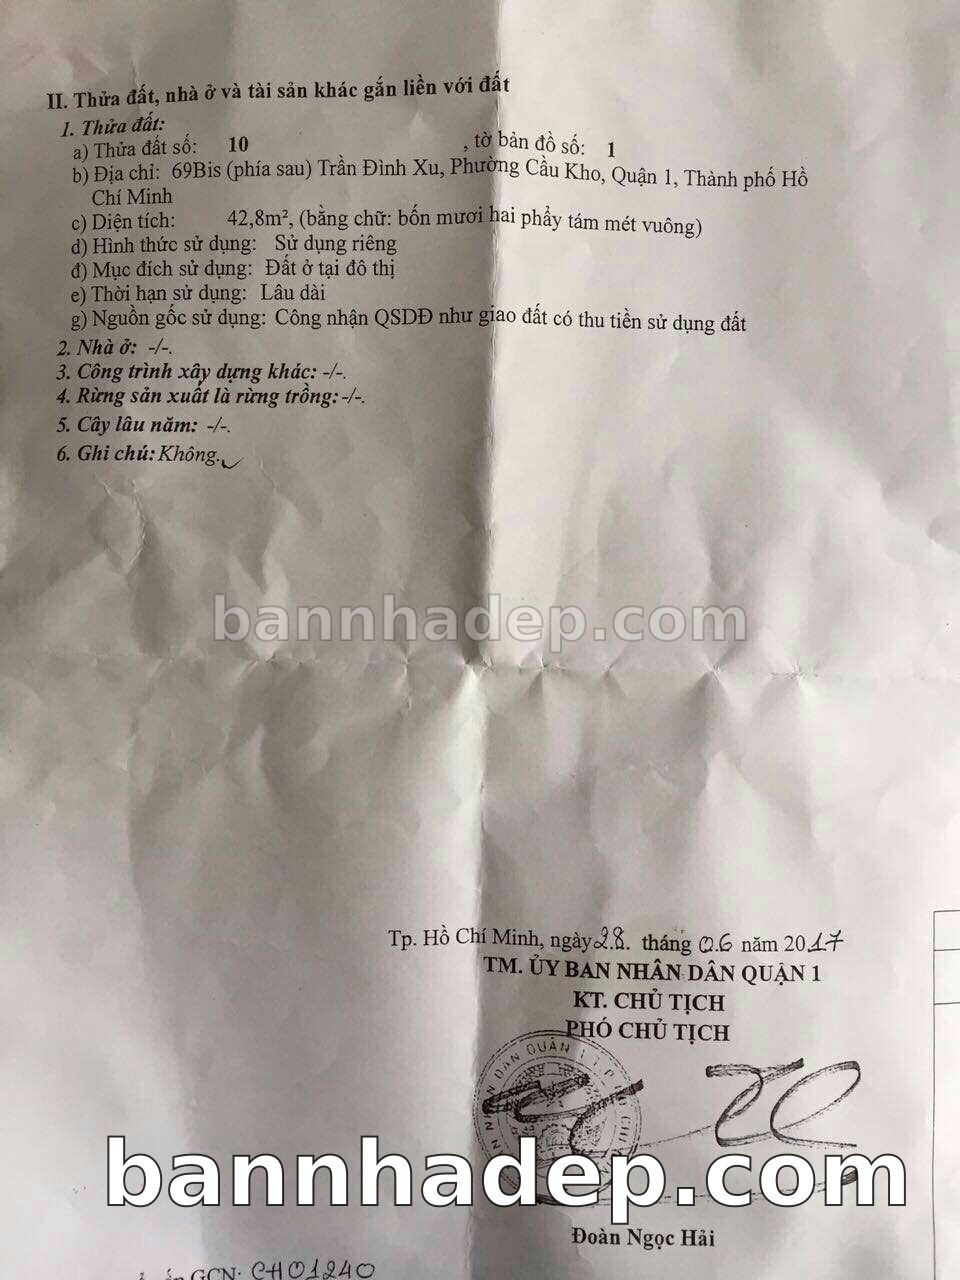 II. Thửa đất, nhà ở và tài sản khác gắn liền với đất
1. Thửa đất:
a) Thửa đất số: 10 , tờ bản đồ số: 1
b) Địa chỉ: 69Bis (phía sau) Trần Đình Xu, Phường Cầu Kho, Quận 1, Thành phố Hồ
Chí Minh
c) Diện tích: 42,8m², (bằng chữ: bốn mươi hai phẩy tám mét vuông)
d) Hình thức sử dụng: Sử dụng riêng
đ) Mục đích sử dụng: Đất ở tại đô thị
e) Thời hạn sử dụng: Lâu dài
g) Nguồn gốc sử dụng: Công nhận QSDĐ như giao đất có thu tiền sử dụng đất
2. Nhà ở: -/-.
3. Công trình xây dựng khác: -/-.
4. Rừng sản xuất là rừng trồng: -/-.
5. Cây lâu năm: -/-.
6. Ghi chú: Không.
bannhadep.com
Tp. Hồ Chí Minh, ngày 28. tháng 0.6 năm 2017
TM. ỦY BAN NHÂN DÂN QUẬN 1
KT. CHỦ TỊCH
PHÓ CHỦ TỊCH
DÂN QUẬN 1
bannhadep.com
Đoàn Ngọc Hải
GCN: CH01240